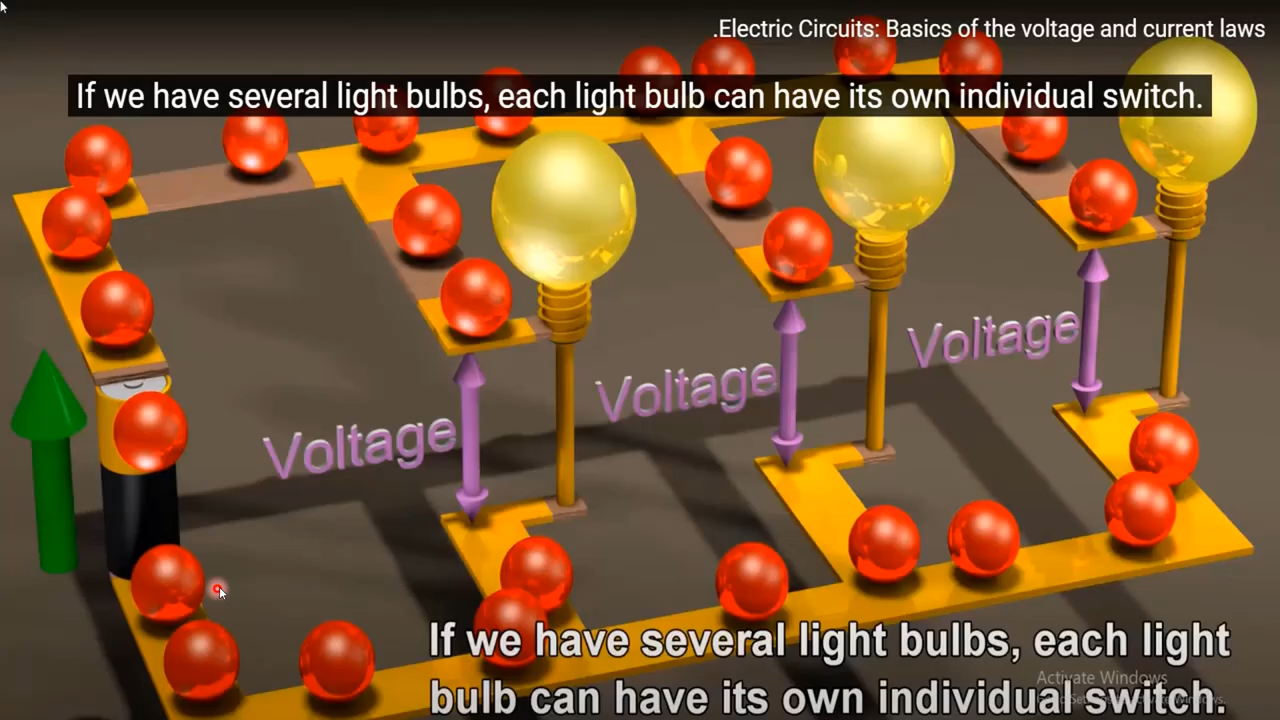 .Electric Circuits: Basics of the voltage and current laws
If we have several light bulbs, each light bulb can have its own individual switch.
Voltage
Voltage
Voltage
If we have several light bulbs, each light
bulb can have its own individual switch.
Activate Windows